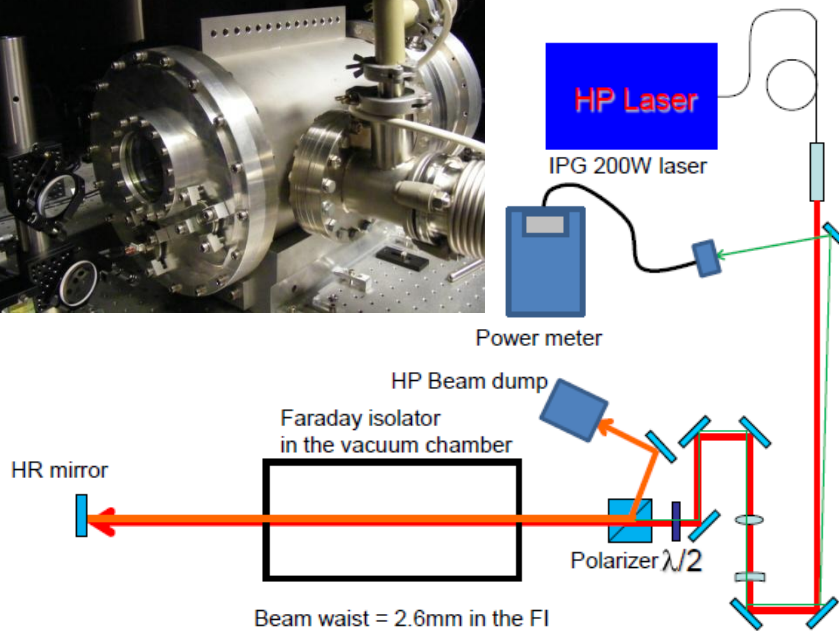 HP Laser
IPG 200W laser
Power meter
HP Beam dump
Faraday isolator
in the vacuum chamber
HR mirror
Polarizer λ/2
Beam waist = 2.6mm in the FI